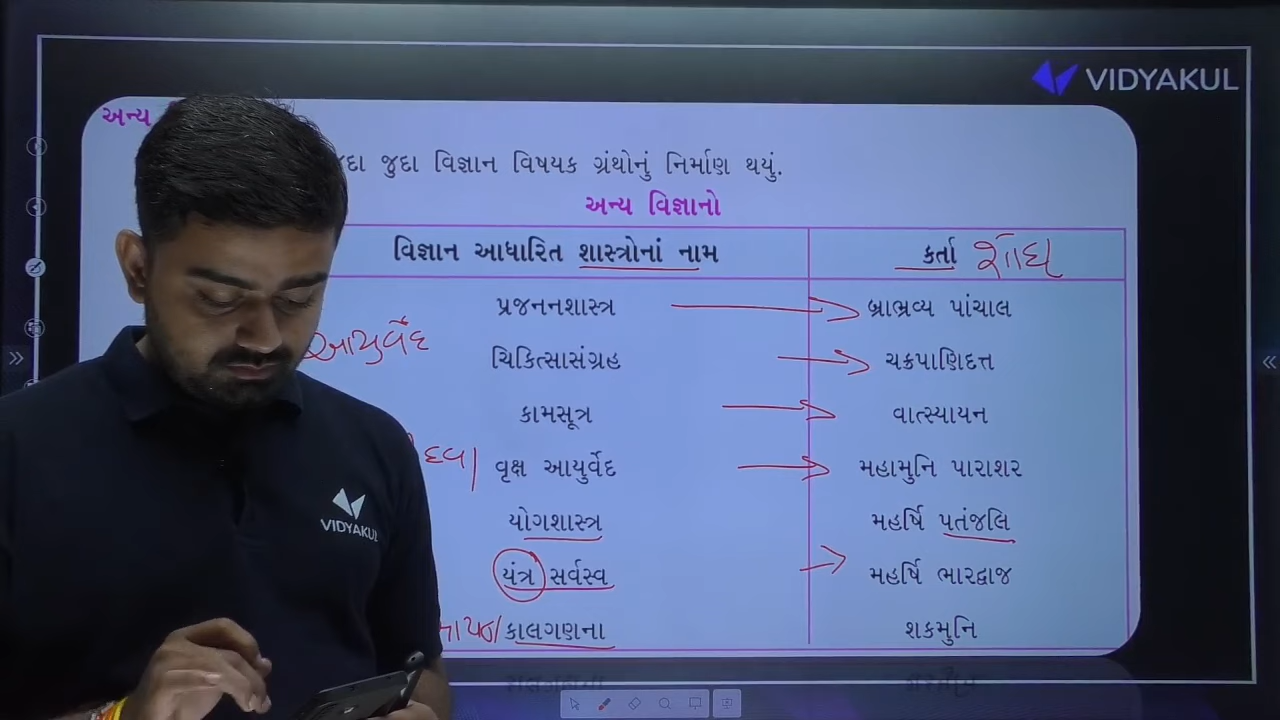 VIDYAKUL
અન્ય
જુદા વિજ્ઞાન વિષયક ગ્રંથોનું નિર્માણ થયું.
અન્ય વિજ્ઞાનો
વિજ્ઞાન આધારિત શાસ્ત્રોનાં નામ કર્તા શોધ
પ્રજનનશાસ્ત્ર બ્રાભ્રવ્ય પાંચાલ
આયુર્વેદ ચિકિત્સાસંગ્રહ ચક્રપાણિદત્ત
કામસૂત્ર વાત્સ્યાયન
વૃક્ષ આયુર્વેદ મહામુનિ પારાશર
યોગશાસ્ત્ર મહર્ષિ પતંજલિ
યંત્ર સર્વસ્વ મહર્ષિ ભારદ્વાજ
કાલગણના શકમુનિ
VIDYAKUL